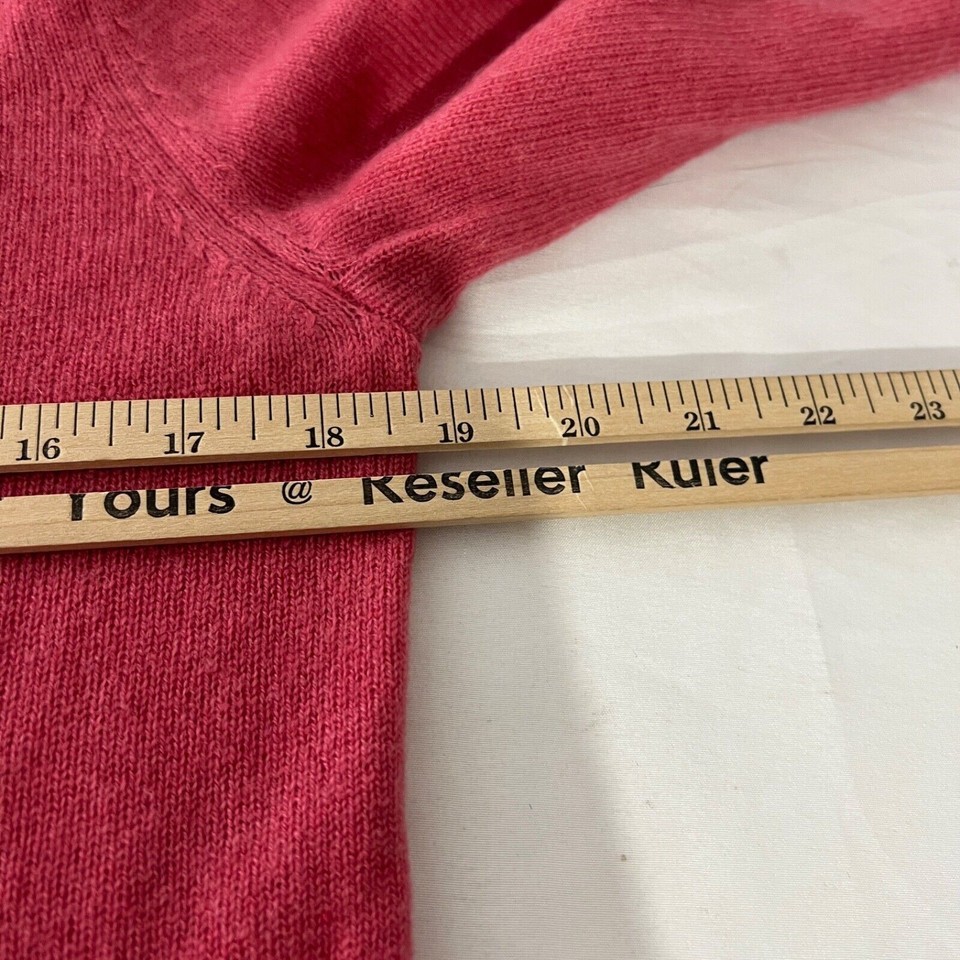 16 17 18 19 20 21 22 23
Yours @ Reseller Ruler